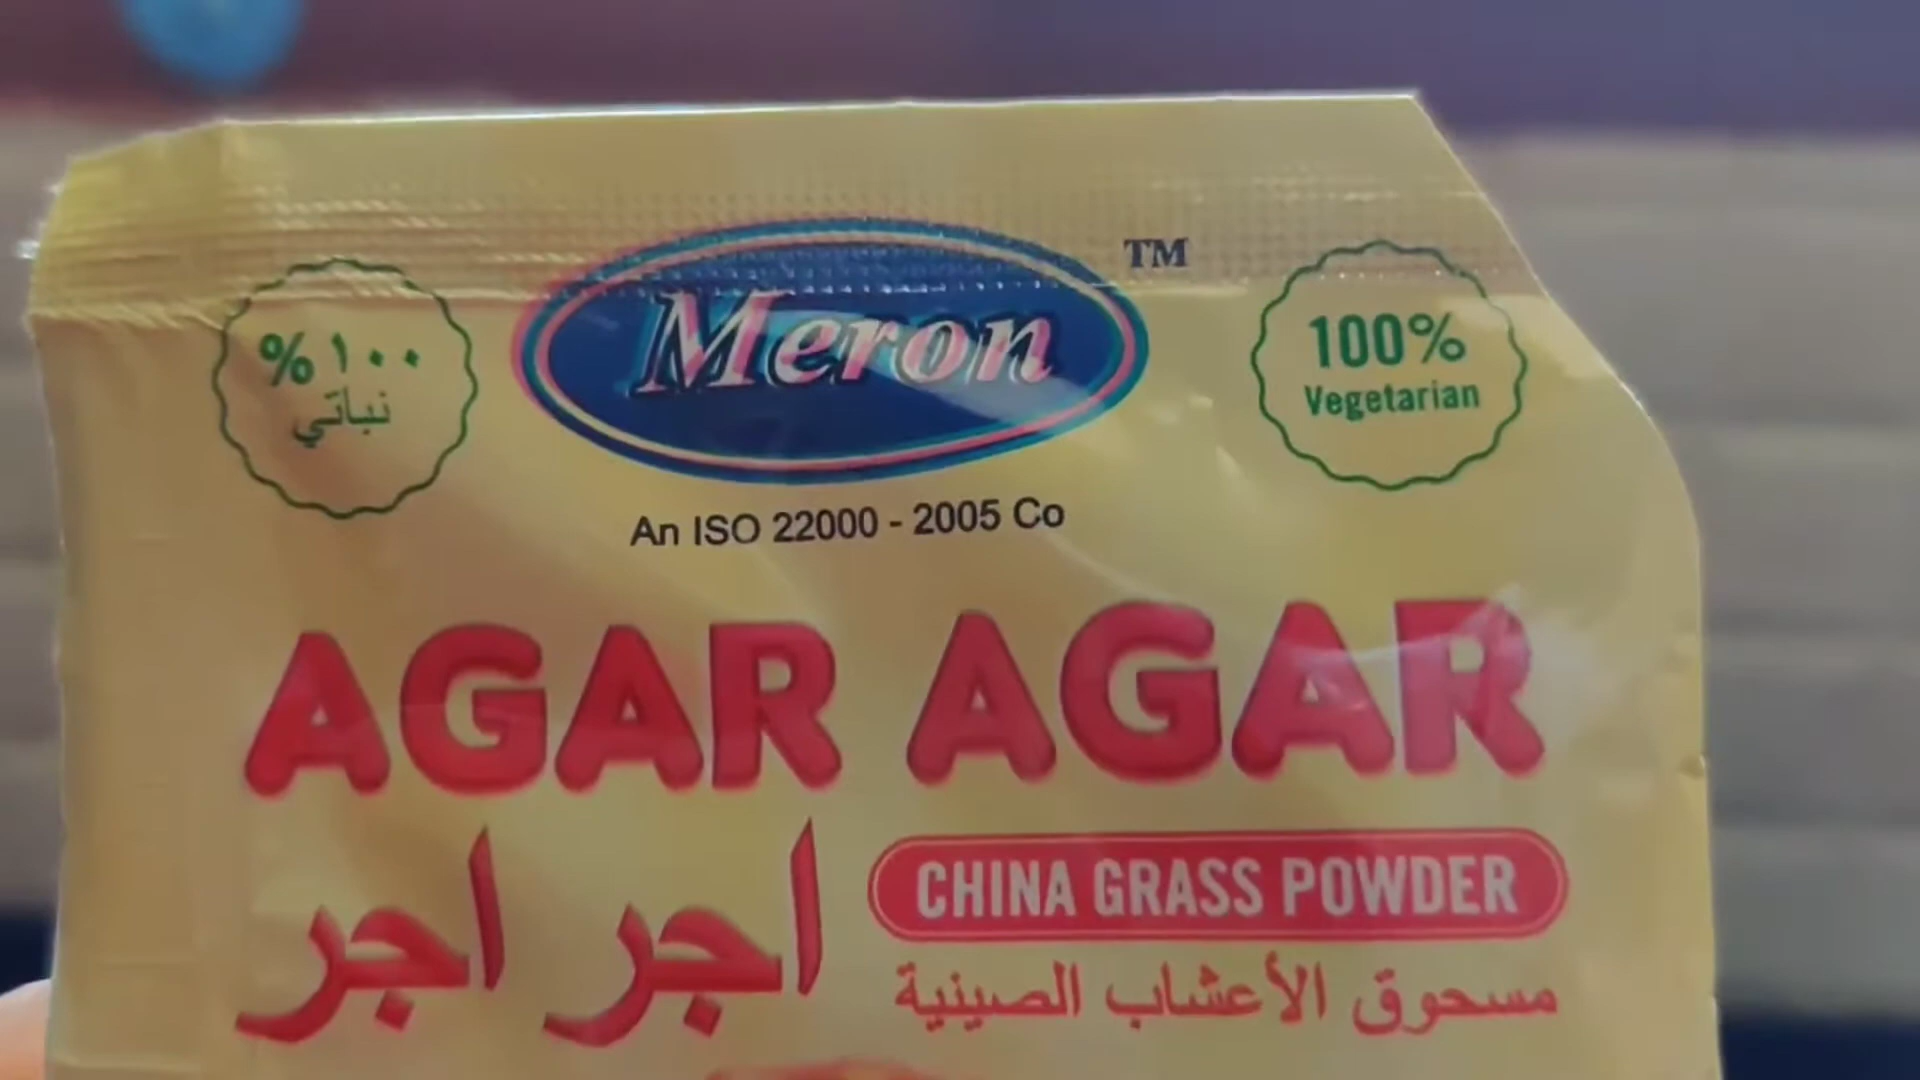 Meron TM
%١٠٠
نباتي
100%
Vegetarian
An ISO 22000 - 2005 Co
AGAR AGAR
اجر اجر
CHINA GRASS POWDER
مسحوق الأعشاب الصينية